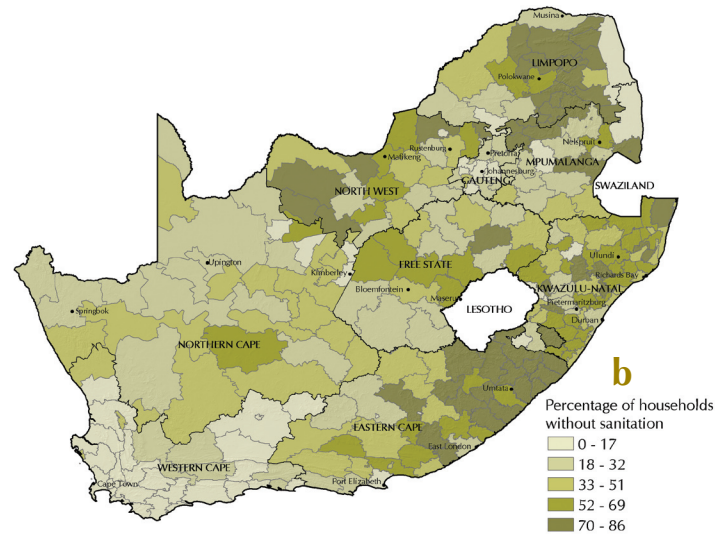 Musina
LIMPOPO
Polokwane
Rustenburg
Pretoria
Nelspruit
Mafikeng
MPUMALANGA
Johannesburg
GAUTENG
SWAZILAND
NORTH WEST
Upington
Kimberley
FREE STATE
Ulundi
Richards Bay
KWAZULU-NATAL
Bloemfontein
Maseru
LESOTHO
Pietermaritzburg
Durban
Springbok
NORTHERN CAPE
Umtata
EASTERN CAPE
East London
WESTERN CAPE
Cape Town
Port Elizabeth
b
Percentage of households
without sanitation
0 - 17
18 - 32
33 - 51
52 - 69
70 - 86